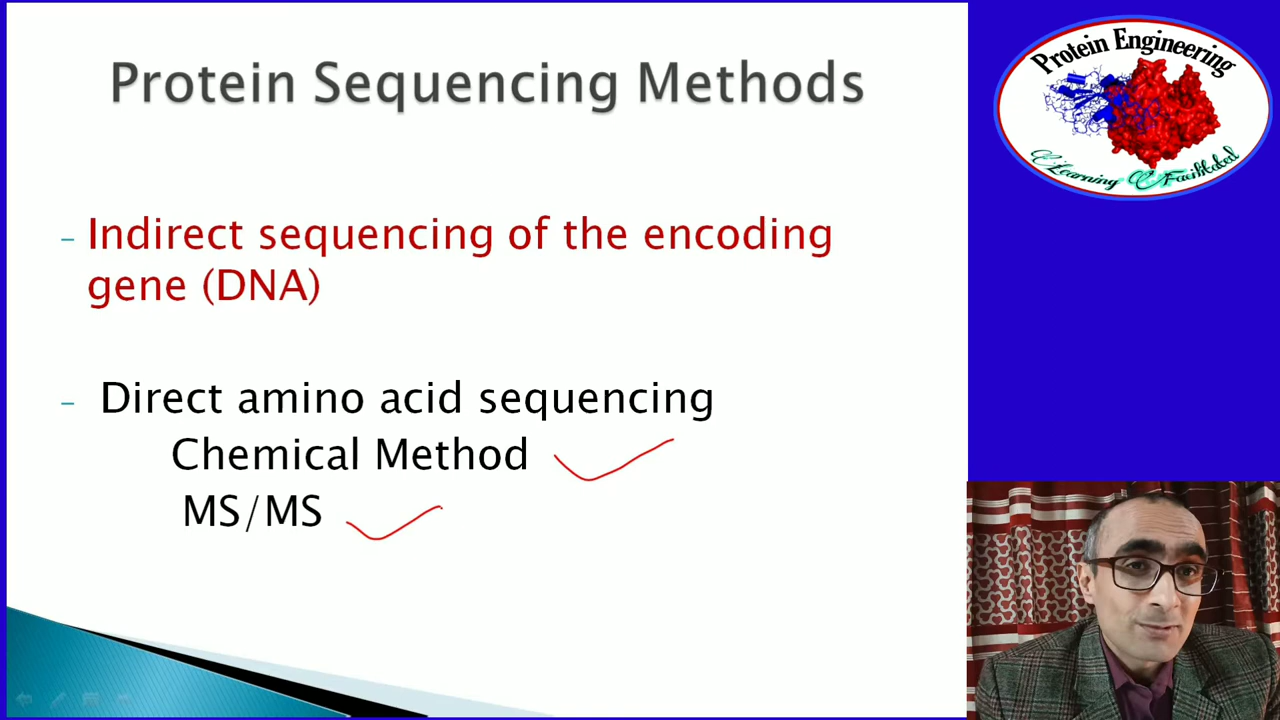 Protein Sequencing Methods
Protein Engineering
Learning Facilitated
- Indirect sequencing of the encoding
gene (DNA)
- Direct amino acid sequencing
Chemical Method
MS/MS